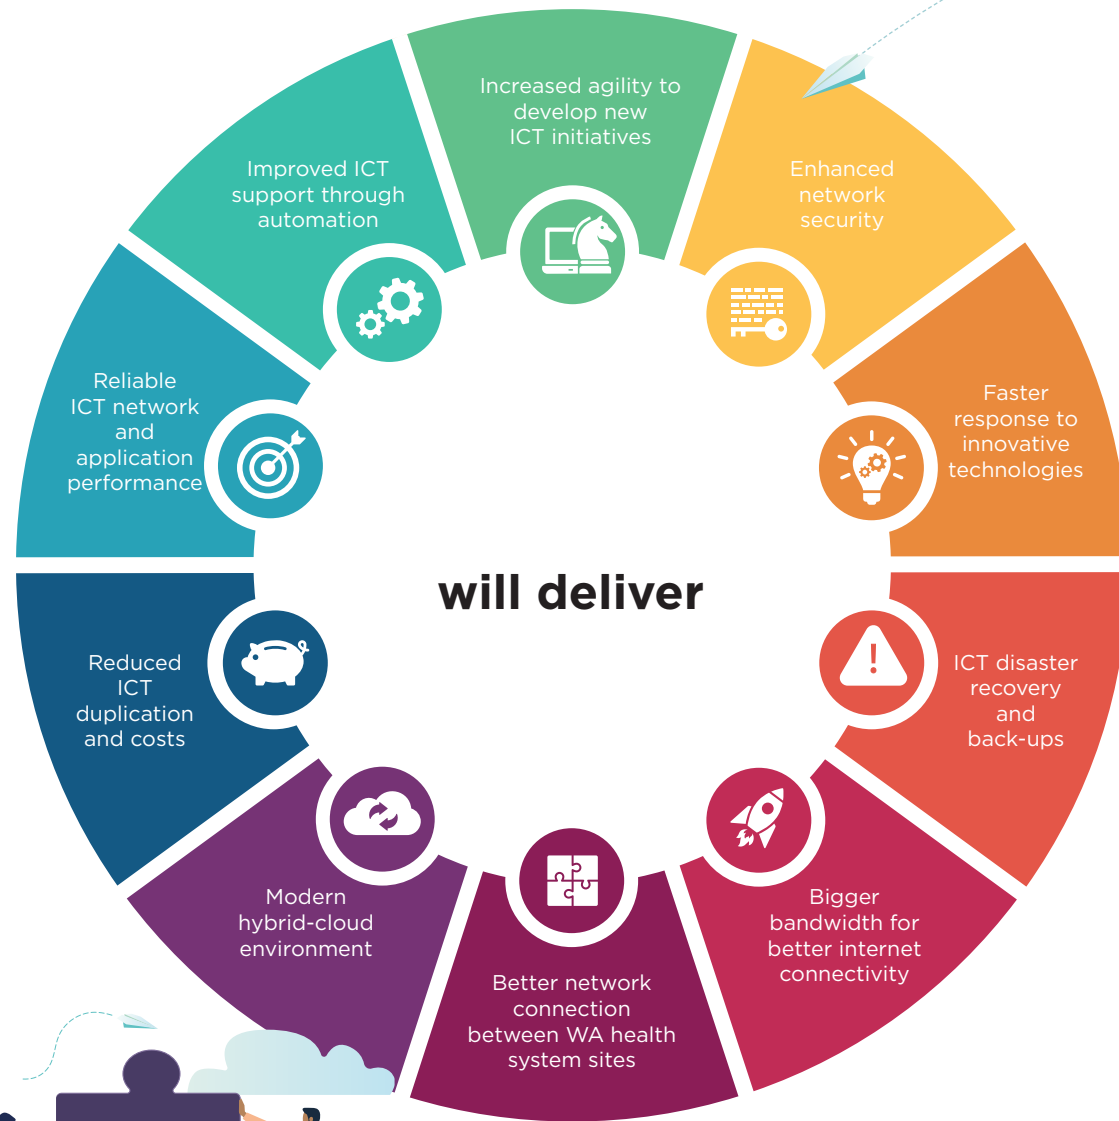 Increased agility to
develop new
ICT initiatives
Enhanced
network
security
Faster
response to
innovative
technologies
ICT disaster
recovery
and
back-ups
Bigger
bandwidth for
better internet
connectivity
Better network
connection
between WA health
system sites
Modern
hybrid-cloud
environment
Reduced
ICT
duplication
and costs
Reliable
ICT network
and
application
performance
Improved ICT
support through
automation
will deliver